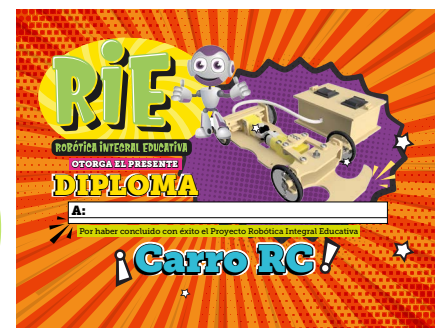 RiE
ROBÓTICA INTEGRAL EDUCATIVA
OTORGA EL PRESENTE
DIPLOMA
A:
Por haber concluido con éxito el Proyecto Robótica Integral Educativa
¡Carro RC!